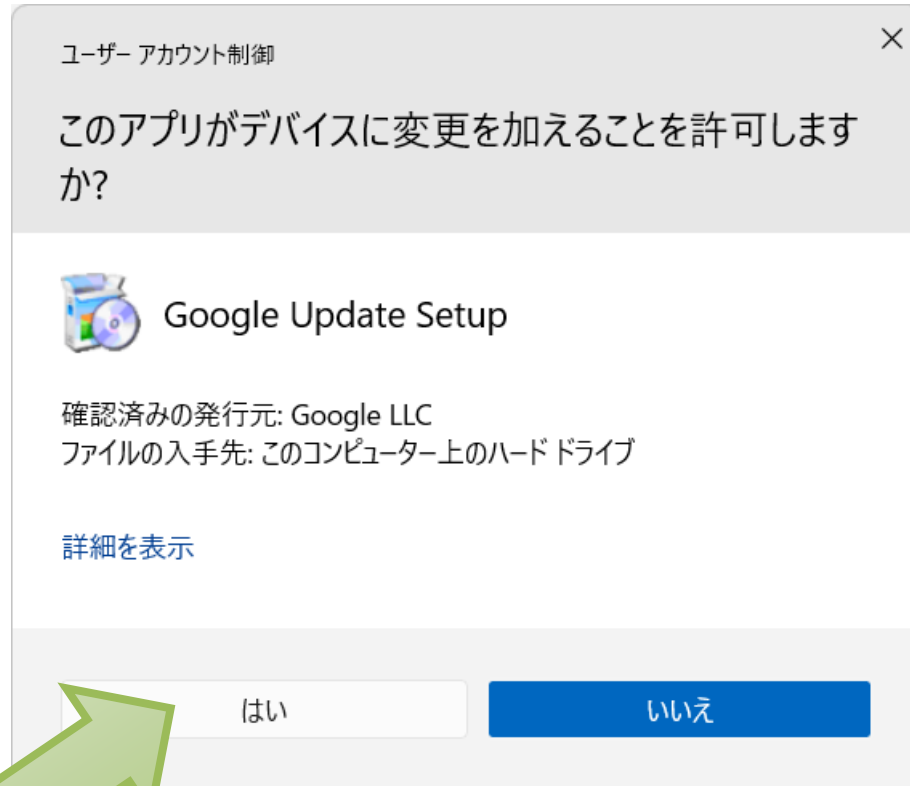 ユーザー アカウント制御
このアプリがデバイスに変更を加えることを許可します
か?
Google Update Setup
確認済みの発行元: Google LLC
ファイルの入手先: このコンピューター上のハード ドライブ
詳細を表示
はい
いいえ